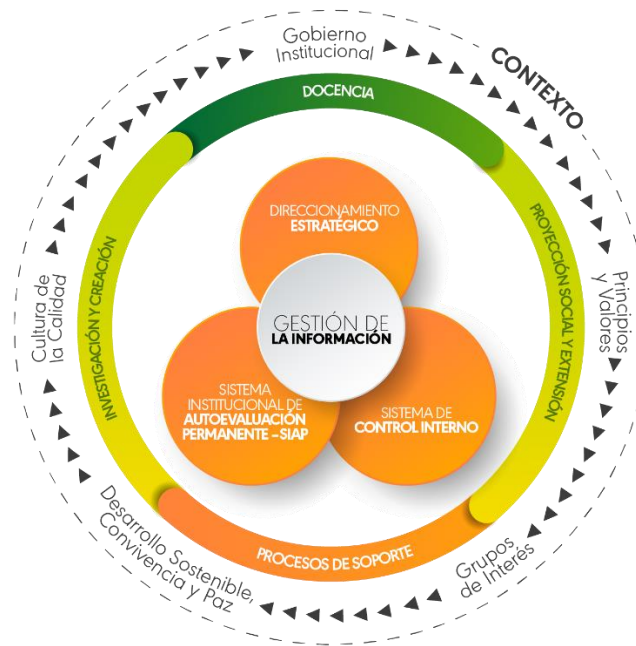 Gobierno
Institucional
CONTEXTO
DOCENCIA
PROYECCIÓN SOCIAL Y EXTENSIÓN
Principios
y Valores
INVESTIGACIÓN Y CREACIÓN
Cultura de
la Calidad
DIRECCIONAMIENTO
ESTRATÉGICO
GESTIÓN DE
LA INFORMACIÓN
SISTEMA
INSTITUCIONAL DE
AUTOEVALUACIÓN
PERMANENTE – SIAP
SISTEMA DE
CONTROL INTERNO
PROCESOS DE SOPORTE
Desarrollo Sostenible,
Convivencia y Paz
Grupos
de Interés